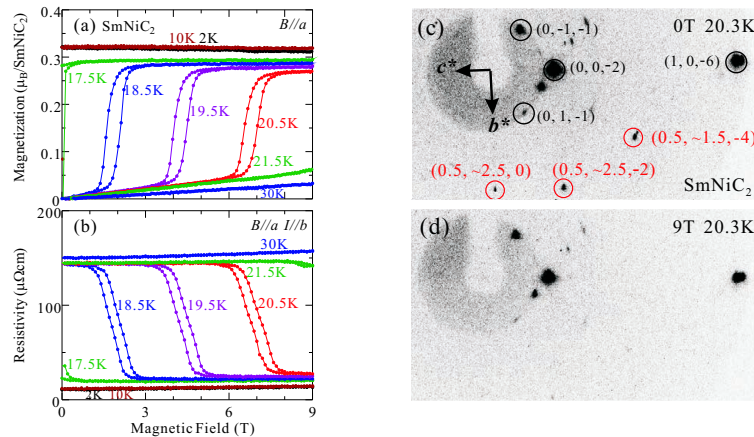 (a) SmNiC₂ B//a
10K 2K
17.5K
18.5K
19.5K
20.5K
21.5K
30K
0.4
0.3
0.2
0.1
0.0
Magnetization (μB/SmNiC₂)
(b) B//a I//b
30K
21.5K
18.5K
19.5K
20.5K
17.5K
2K 10K
200
150
100
50
0
Resistivity (μΩcm)
0 3 6 9
Magnetic Field (T)
(c) 0T 20.3K
(0, -1, -1)
(0, 0,-2)
(1, 0,-6)
c*
b*
(0, 1, -1)
(0.5, ~1.5, -4)
(0.5, ~2.5, 0)
(0.5, ~2.5,-2)
SmNiC₂
(d) 9T 20.3K